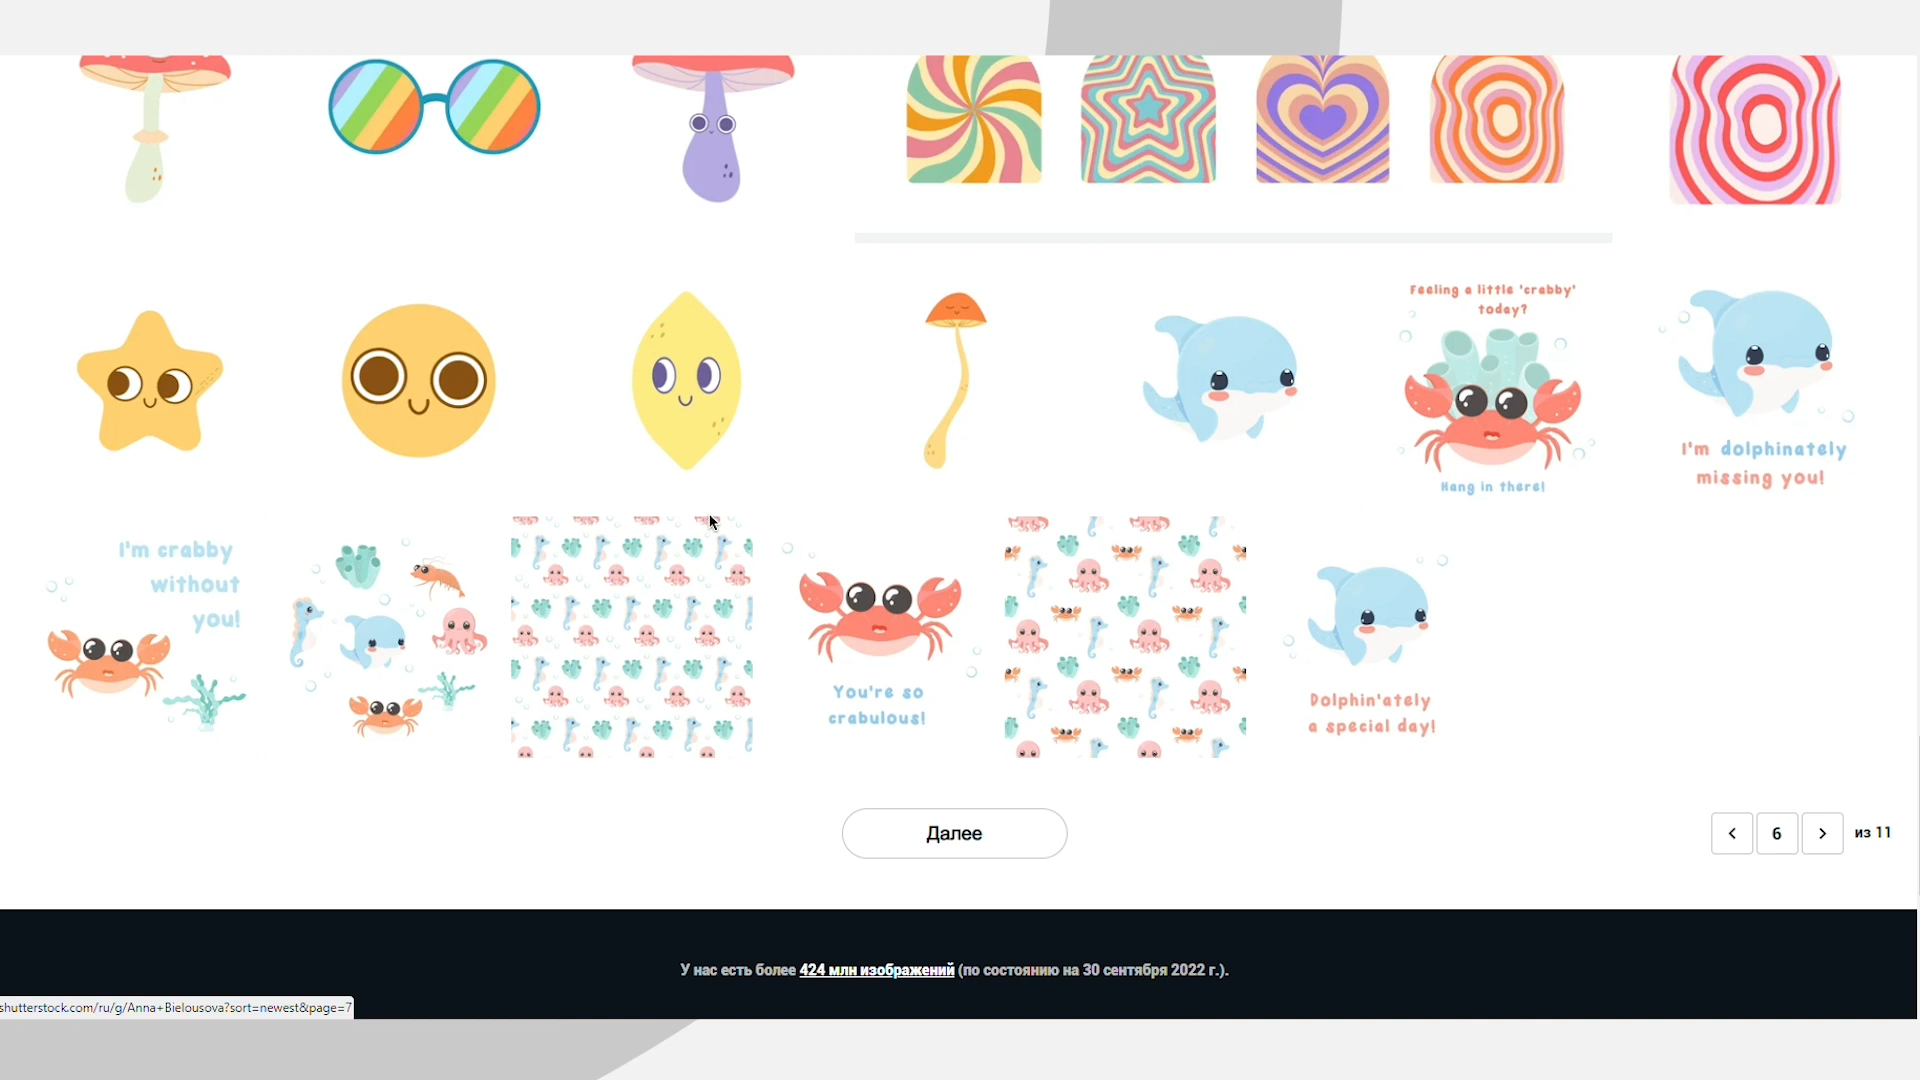 Feeling a little 'crabby'
today?
Hang in there!
I'm dolphinately
missing you!
I'm crabby
without
you!
You're so
crabulous!
Dolphin'ately
a special day!
Далее
6
из 11
У нас есть более 424 млн изображений (по состоянию на 30 сентября 2022 г.).
shutterstock.com/ru/g/Anna+Bielousova?sort=newest&page=7